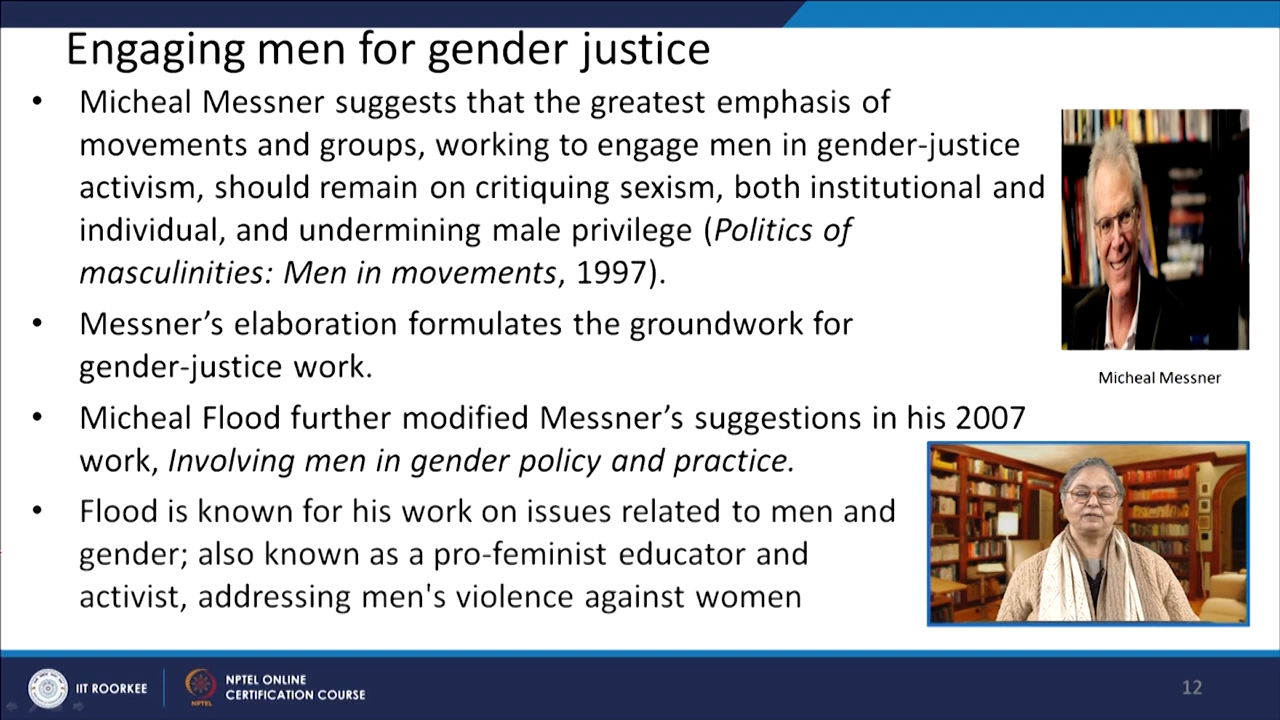 Engaging men for gender justice
• Micheal Messner suggests that the greatest emphasis of
movements and groups, working to engage men in gender-justice
activism, should remain on critiquing sexism, both institutional and
individual, and undermining male privilege (Politics of
masculinities: Men in movements, 1997).
• Messner’s elaboration formulates the groundwork for
gender-justice work.
• Micheal Flood further modified Messner’s suggestions in his 2007
work, Involving men in gender policy and practice.
• Flood is known for his work on issues related to men and
gender; also known as a pro-feminist educator and
activist, addressing men's violence against women
Micheal Messner
IIT ROORKEE
NPTEL
NPTEL ONLINE
CERTIFICATION COURSE
12